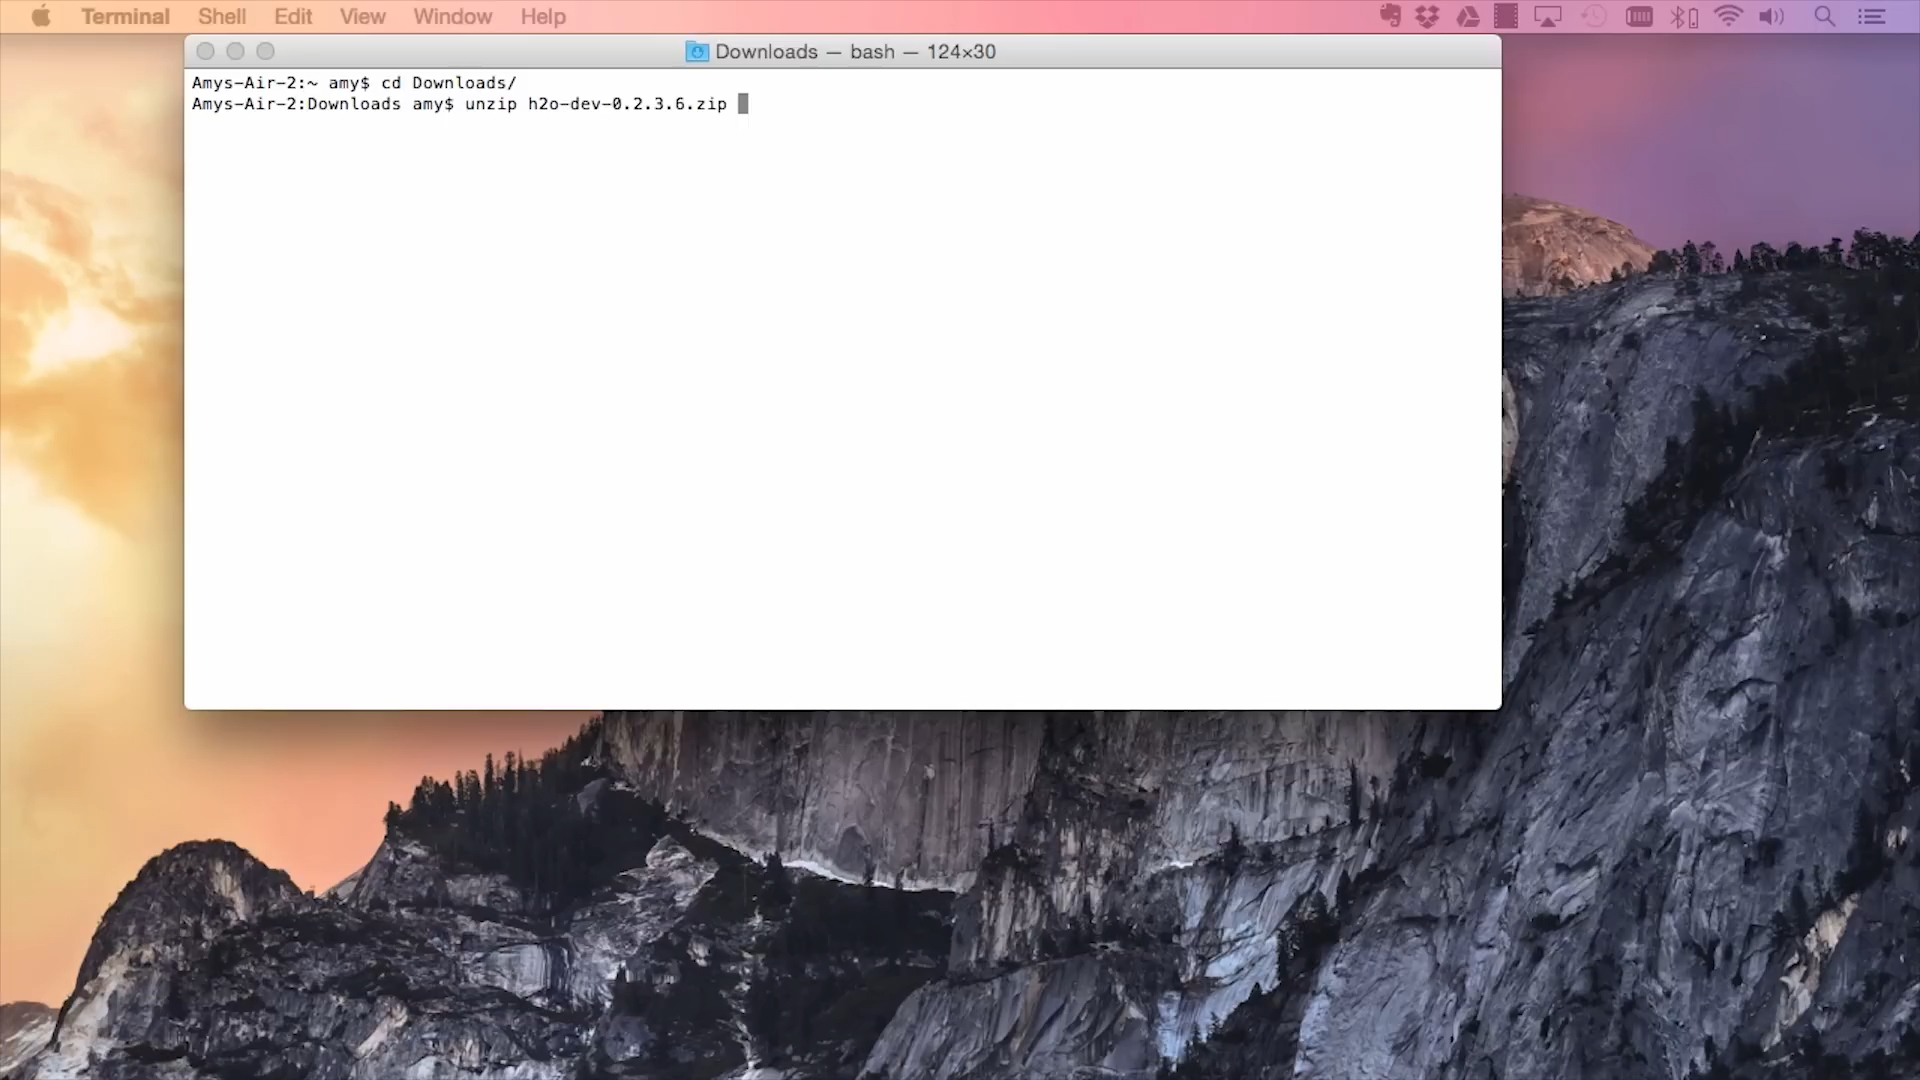 Terminal Shell Edit View Window Help
Downloads — bash — 124×30
Amys-Air-2:~ amy$ cd Downloads/
Amys-Air-2:Downloads amy$ unzip h2o-dev-0.2.3.6.zip